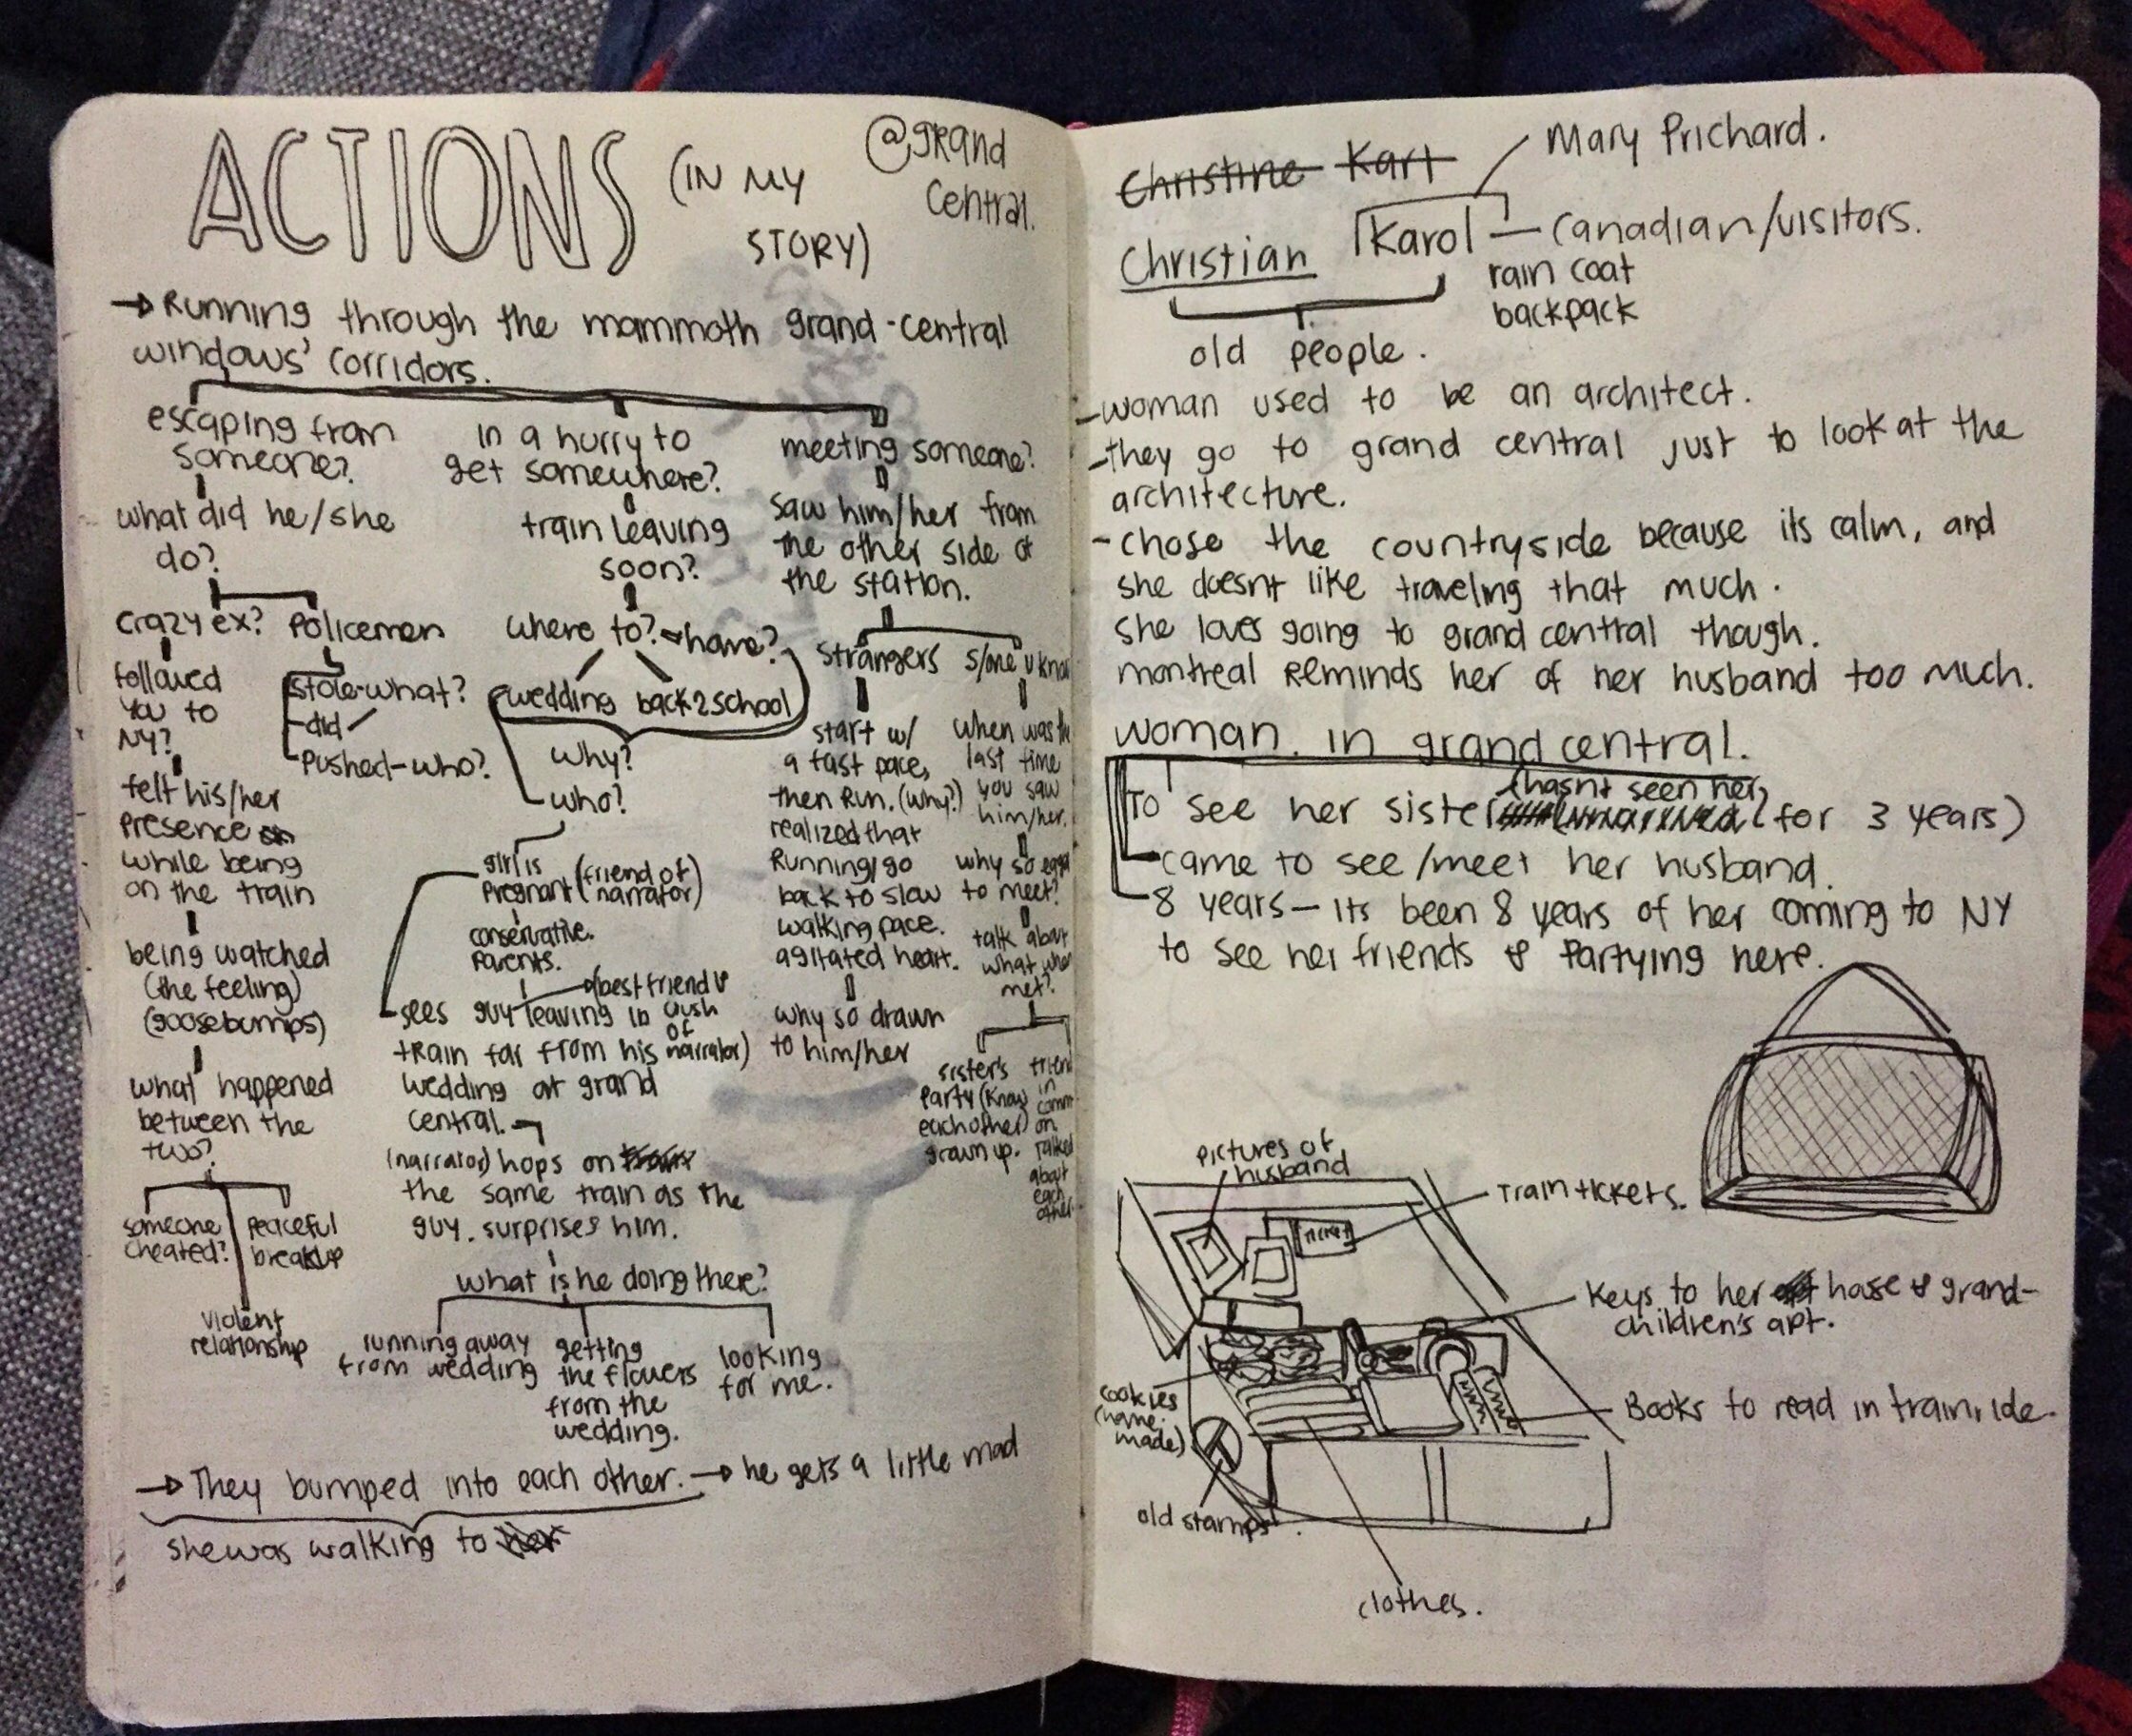 ACTIONS (IN MY
STORY)
@grand
Central.
→ Running through the mammoth grand-central
windows' corridors.
escaping from
someone?
what did he/she
do?
crazy ex?
followed
you to
NY?
felt his/her
presence
while being
on the train
being watched
(the feeling)
(goosebumps)
what happened
between the
two?
someone
cheated?
violent
relationship
peaceful
breakup
Policemen
stole-what?
-did
-Pushed-who?
in a hurry to
get somewhere?
train leaving
soon?
where to?
home?
wedding
back2school
why?
who?
girl is
pregnant (friend of
narrator)
conservative
parents.
sees guy leaving in
(best friend &
crush
of
narrator)
train far from his
wedding at grand
central.
(narrator) hops on
the same train as the
guy. surprises him.
what is he doing there?
running away
from wedding
getting
the flowers
from the
wedding.
looking
for me.
meeting someone?
saw him/her from
the other side of
the station.
strangers
start w/
a fast pace,
then run. (why?)
realized that
running/go
back to slow
walking pace.
agitated heart.
why so drawn
to him/her
s/one u know
when was the
last time
you saw
him/her.
why so
to meet?
talk about
what when
met?
sister's
party (know
each other)
grown up.
friend
in
comm
on
talked
about
each
other
→ They bumped into each other. → he gets a little mad
she was walking to her
Christine Kart
Mary Prichard.
Christian Karol — Canadian/visitors.
rain coat
backpack
old people.
-woman used to be an architect.
-they go to grand central just to look at the
architecture.
-chose the countryside because its calm, and
she doesnt like traveling that much.
she loves going to grand central though.
montreal reminds her of her husband too much.
woman in grand central.
(hasnt seen her
To see her sister for 3 years)
came to see/meet her husband.
8 years — its been 8 years of her coming to NY
to see her friends & partying here.
pictures of
husband
Train tickets.
TICKET
Keys to her house & grand-
children's apt.
cookies
(home
made)
Books to read in train ride.
old stamps.
clothes.